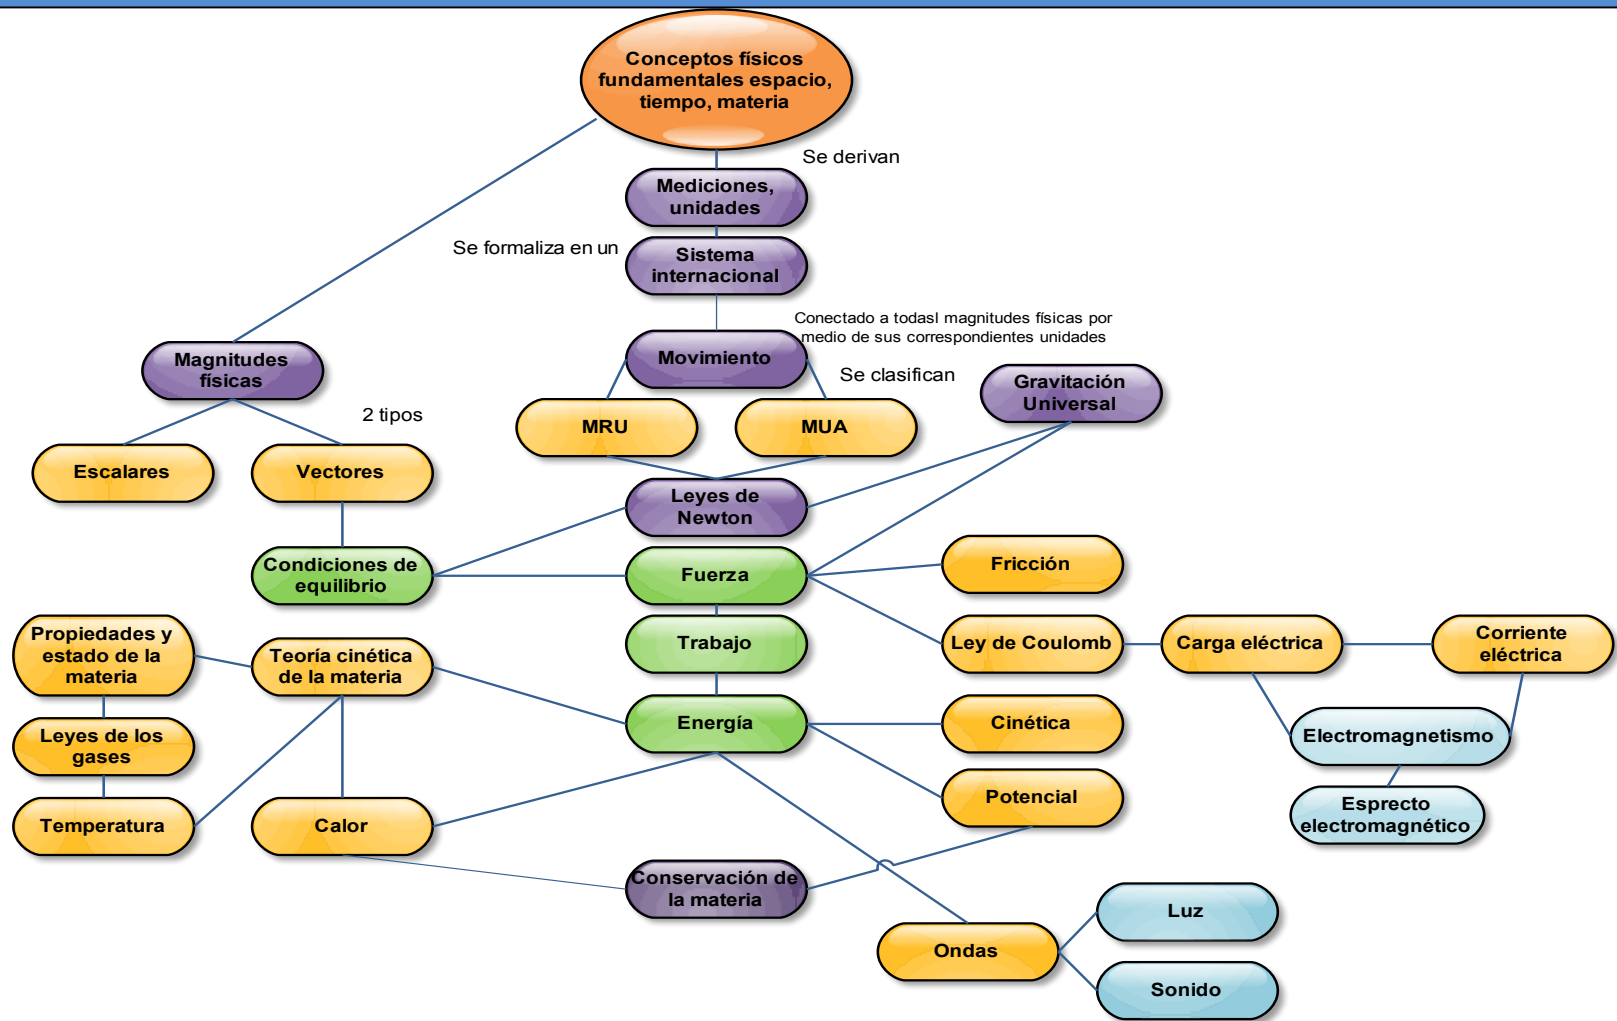 Conceptos físicos
fundamentales espacio,
tiempo, materia
Se derivan
Mediciones,
unidades
Se formaliza en un
Sistema
internacional
Conectado a todasl magnitudes físicas por
medio de sus correspondientes unidades
Magnitudes
físicas
Movimiento
Se clasifican
Gravitación
Universal
2 tipos
MRU
MUA
Escalares
Vectores
Leyes de
Newton
Condiciones de
equilibrio
Fuerza
Fricción
Propiedades y
estado de la
materia
Teoría cinética
de la materia
Trabajo
Ley de Coulomb
Carga eléctrica
Corriente
eléctrica
Leyes de los
gases
Energía
Cinética
Electromagnetismo
Temperatura
Calor
Potencial
Esprecto
electromagnético
Conservación de
la materia
Luz
Ondas
Sonido